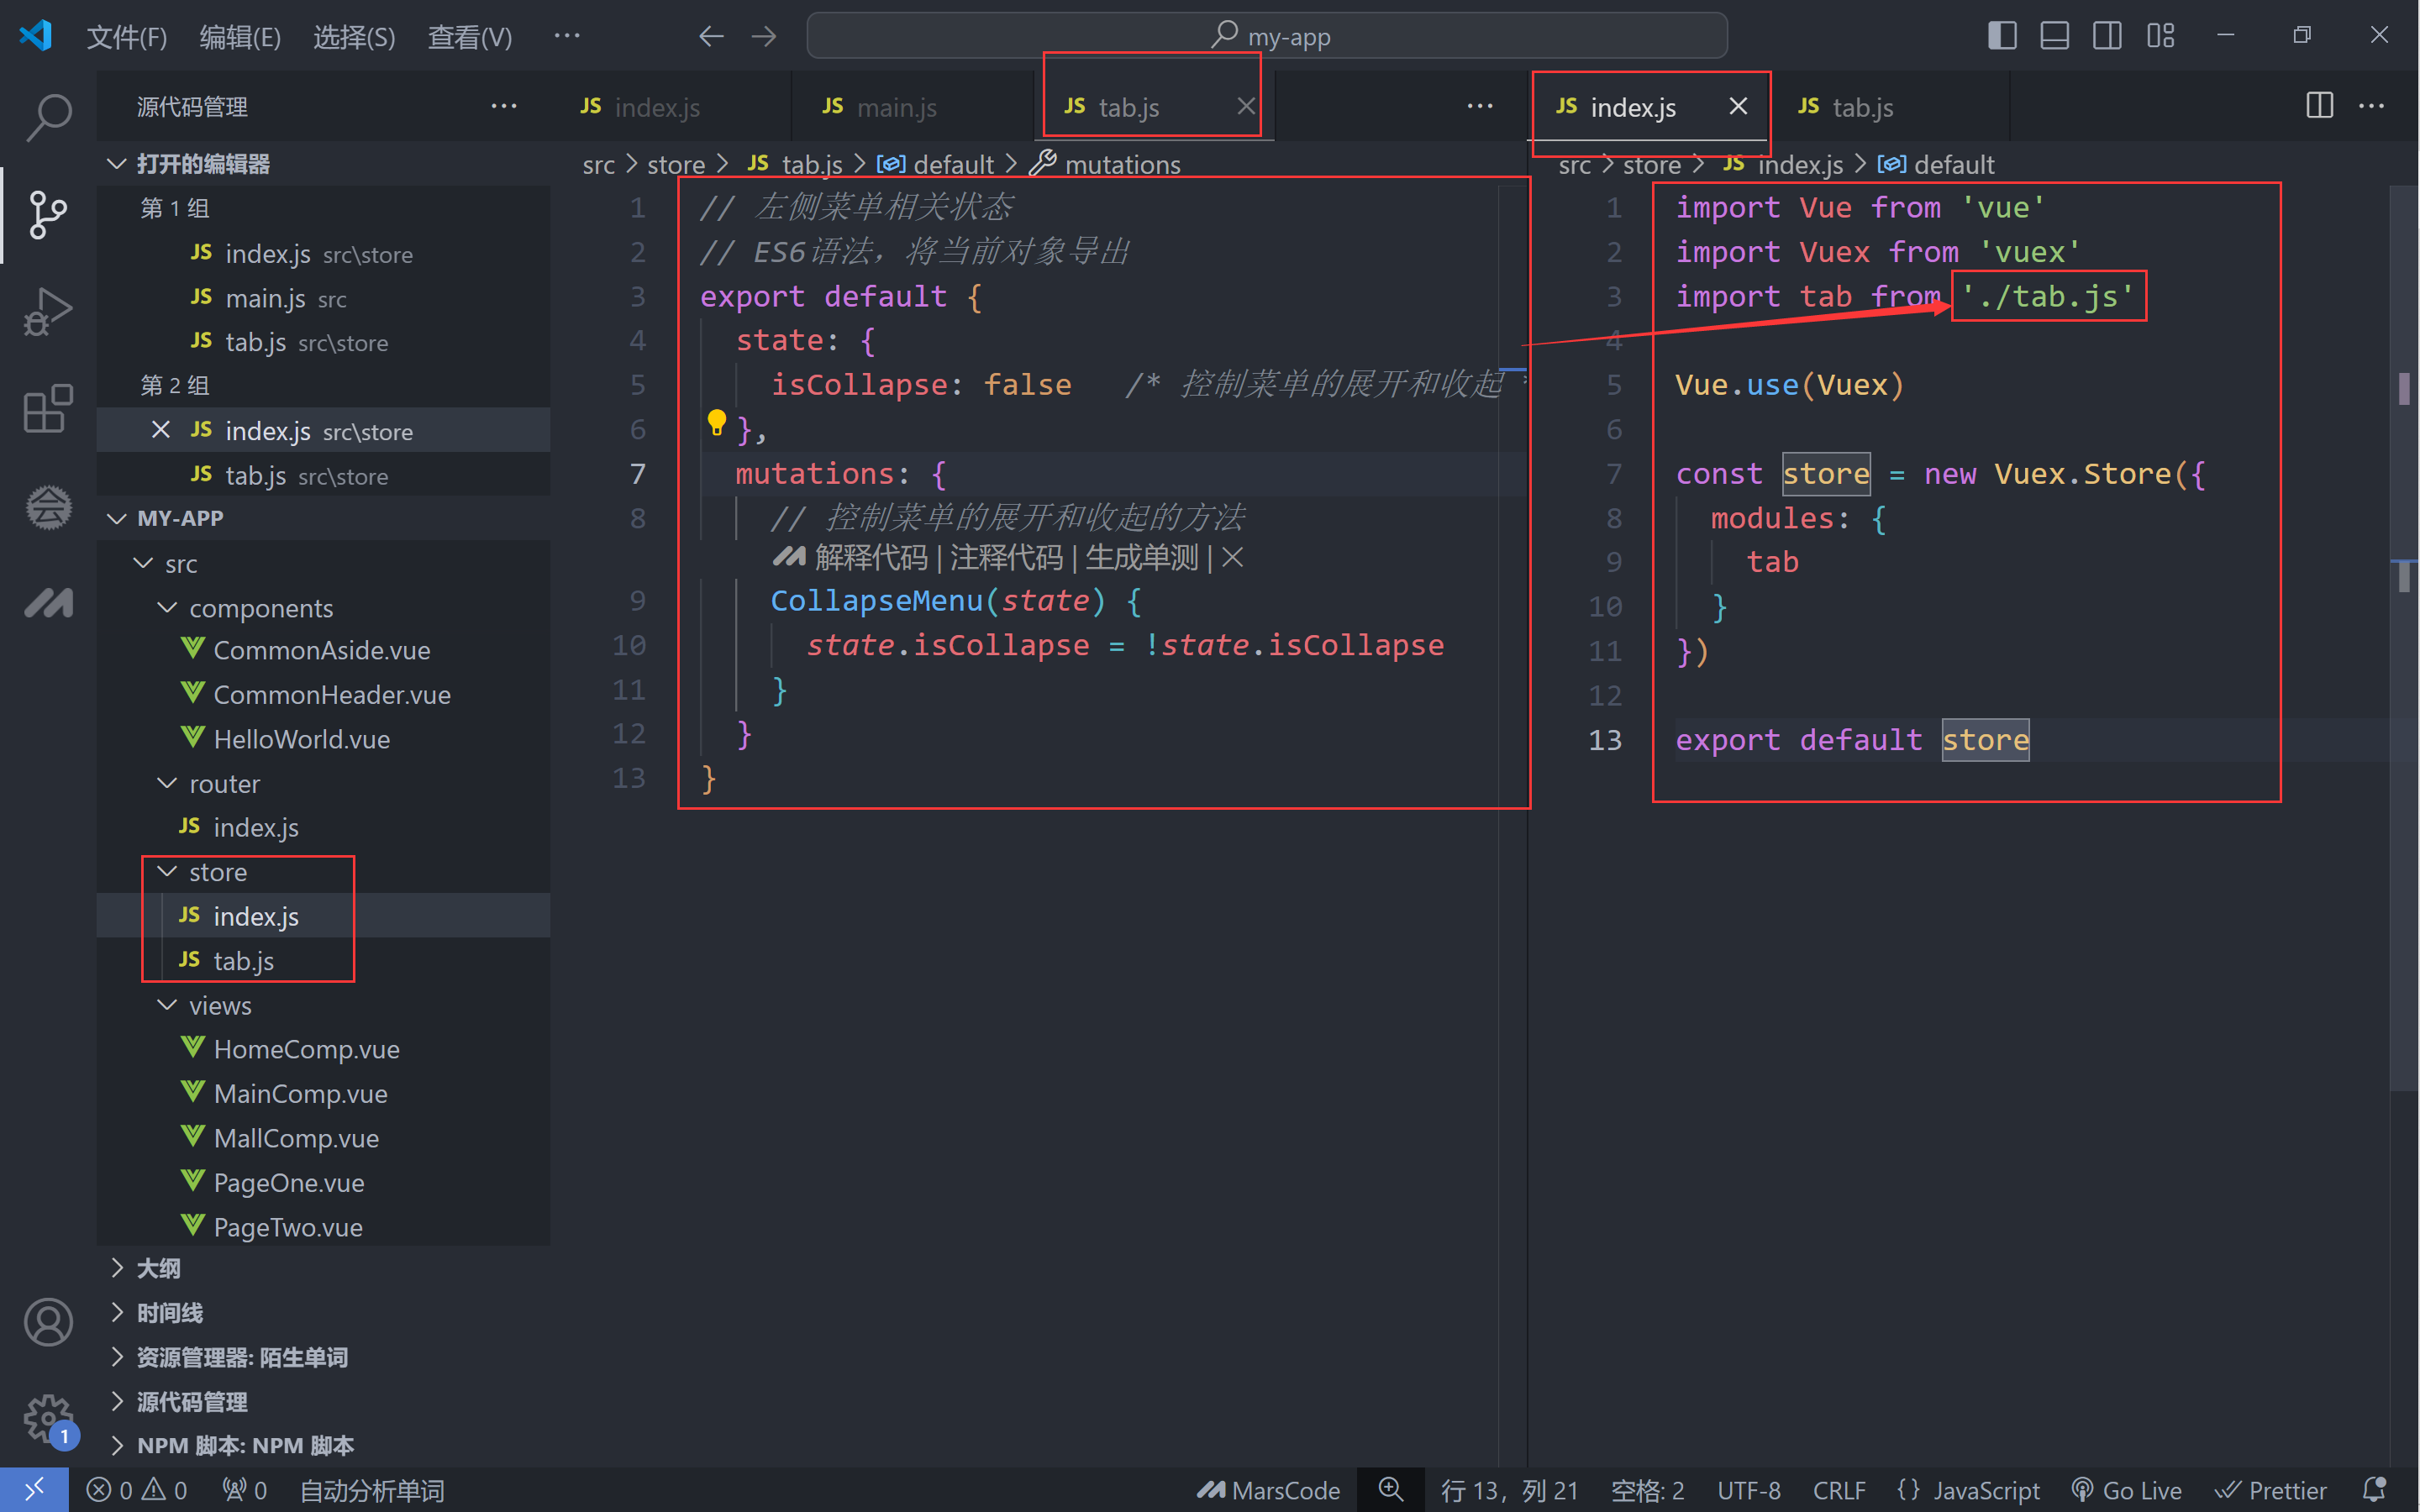 文件(F) 编辑(E) 选择(S) 查看(V) ··· my-app
源代码管理 ···
打开的编辑器
第 1 组
JS index.js src\store
JS main.js src
JS tab.js src\store
第 2 组
JS index.js src\store
JS tab.js src\store
MY-APP
src
components
CommonAside.vue
CommonHeader.vue
HelloWorld.vue
router
JS index.js
store
JS index.js
JS tab.js
views
HomeComp.vue
MainComp.vue
MallComp.vue
PageOne.vue
PageTwo.vue
大纲
时间线
资源管理器: 陌生单词
源代码管理
NPM 脚本: NPM 脚本
JS index.js JS main.js JS tab.js ···
src > store > JS tab.js > default > mutations
1 // 左侧菜单相关状态
2 // ES6语法，将当前对象导出
3 export default {
4 state: {
5 isCollapse: false /* 控制菜单的展开和收起 *
6 },
7 mutations: {
8 // 控制菜单的展开和收起的方法
解释代码 | 注释代码 | 生成单测 |
9 CollapseMenu(state) {
10 state.isCollapse = !state.isCollapse
11 }
12 }
13 }
JS index.js JS tab.js ···
src > store > JS index.js > default
1 import Vue from 'vue'
2 import Vuex from 'vuex'
3 import tab from './tab.js'
4
5 Vue.use(Vuex)
6
7 const store = new Vuex.Store({
8 modules: {
9 tab
10 }
11 })
12
13 export default store
1
0 0 0 自动分析单词 MarsCode 行 13，列 21 空格: 2 UTF-8 CRLF {} JavaScript Go Live Prettier